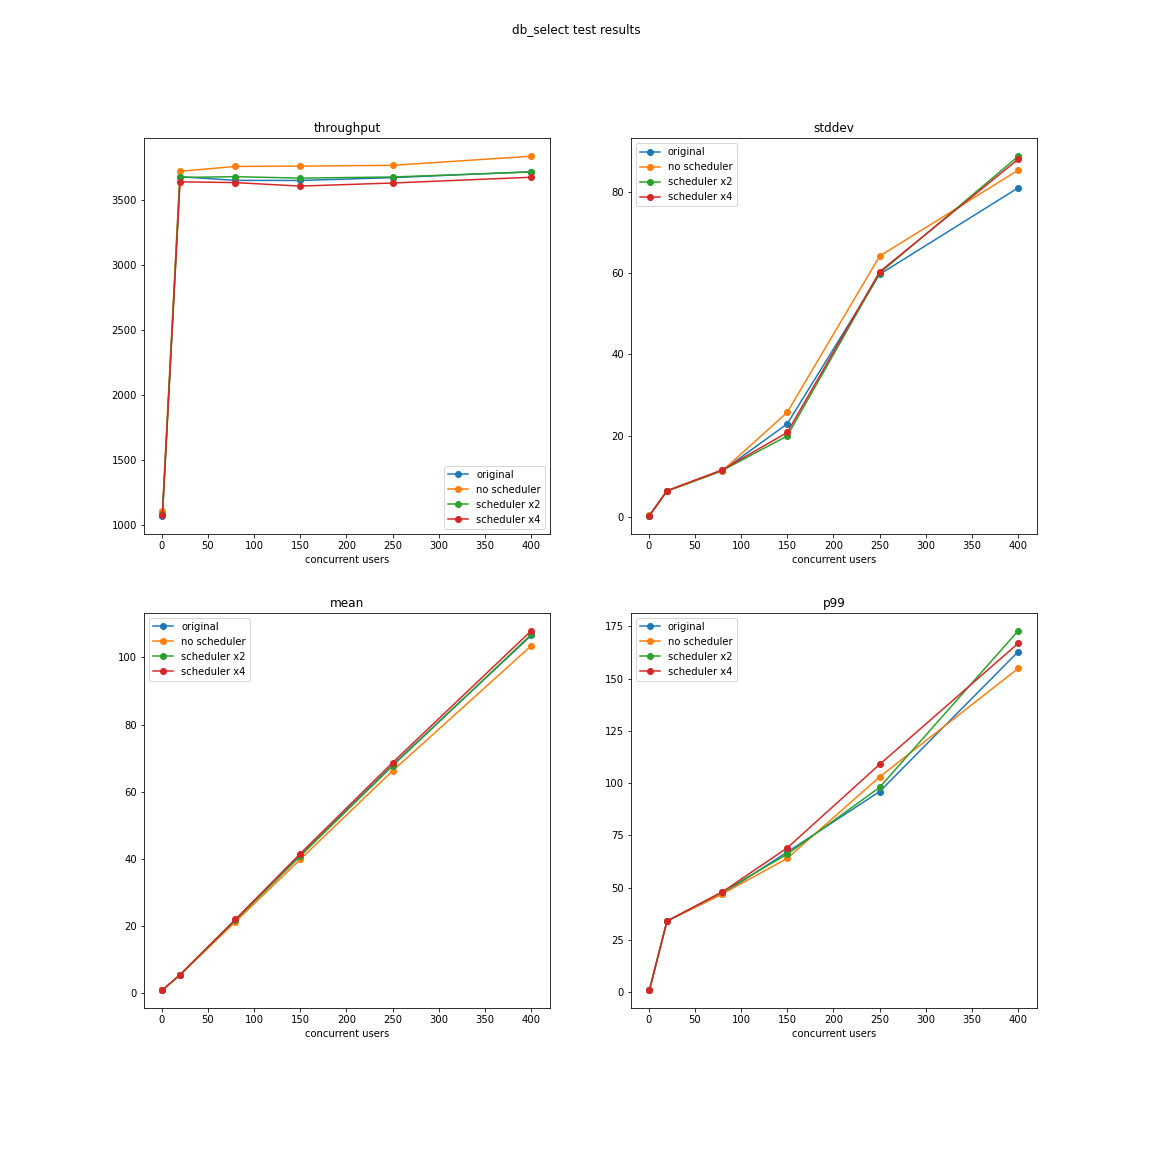 db_select test results
throughput
3500
3000
2500
2000
1500
1000
original
no scheduler
scheduler x2
scheduler x4
0 50 100 150 200 250 300 350 400
concurrent users
stddev
original
no scheduler
scheduler x2
scheduler x4
80
60
40
20
0
0 50 100 150 200 250 300 350 400
concurrent users
mean
original
no scheduler
scheduler x2
scheduler x4
100
80
60
40
20
0
0 50 100 150 200 250 300 350 400
concurrent users
p99
original
no scheduler
scheduler x2
scheduler x4
175
150
125
100
75
50
25
0
0 50 100 150 200 250 300 350 400
concurrent users